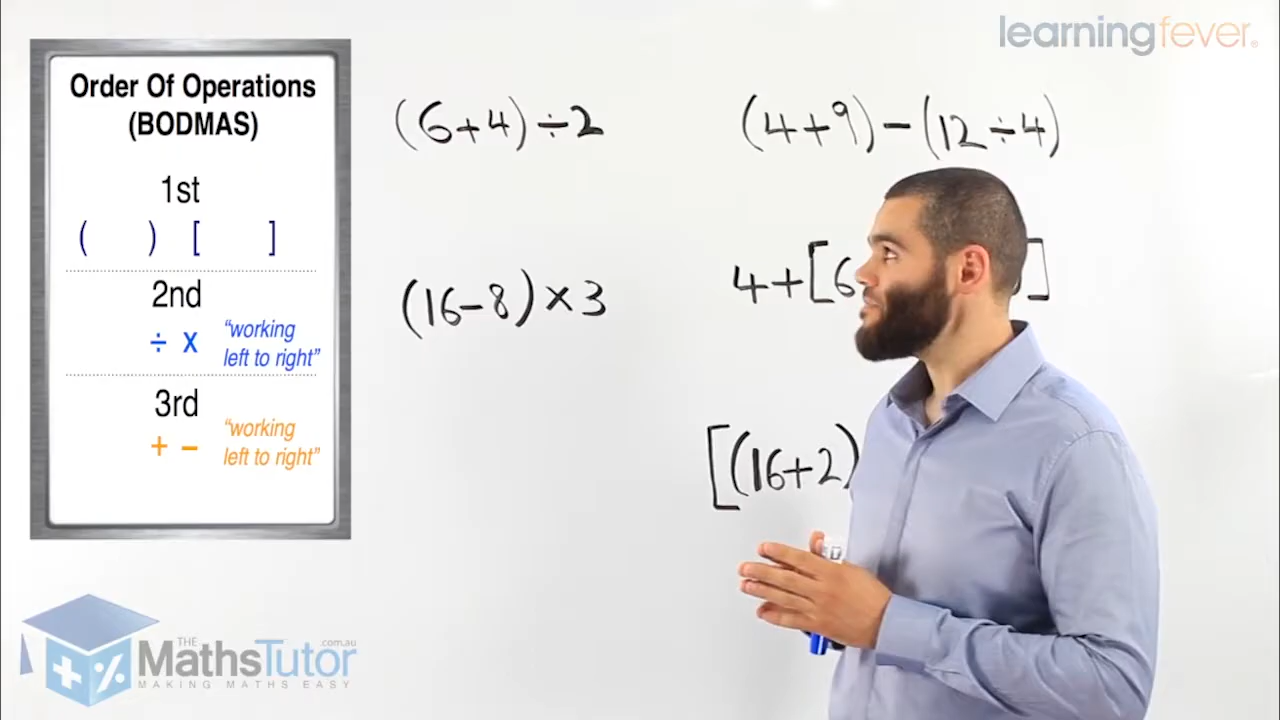 learningfever.
Order Of Operations
(BODMAS)
1st
( ) [ ]
2nd
÷ x "working
left to right"
3rd
+ − "working
left to right"
(6+4)÷2
(16−8)×3
(4+9)−(12÷4)
4+[6 ]
[(16+2)
THE MathsTutor .com.au
MAKING MATHS EASY